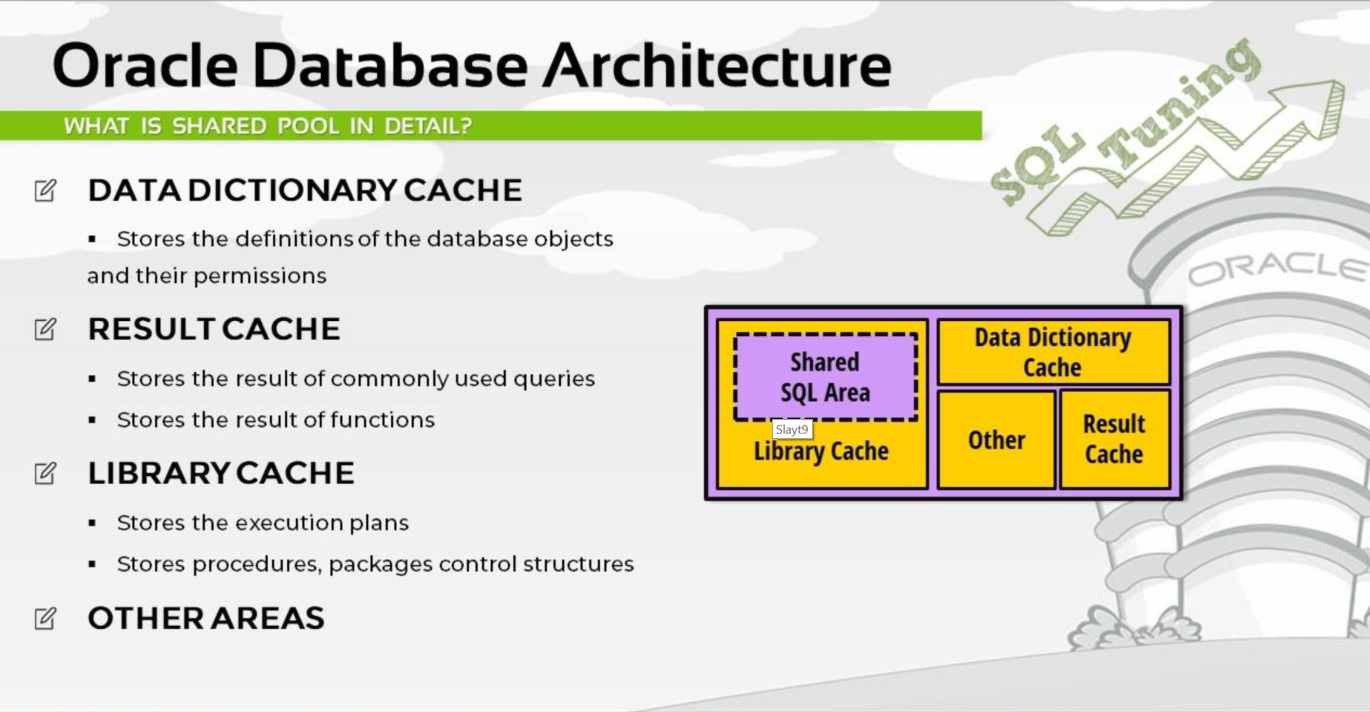 Oracle Database Architecture
WHAT IS SHARED POOL IN DETAIL?
SQL
Tuning
ORACLE
DATA DICTIONARY CACHE
▪ Stores the definitions of the database objects
and their permissions
RESULT CACHE
▪ Stores the result of commonly used queries
▪ Stores the result of functions
LIBRARY CACHE
▪ Stores the execution plans
▪ Stores procedures, packages control structures
OTHER AREAS
Shared
SQL Area
Slayt9
Library Cache
Data Dictionary
Cache
Other
Result
Cache